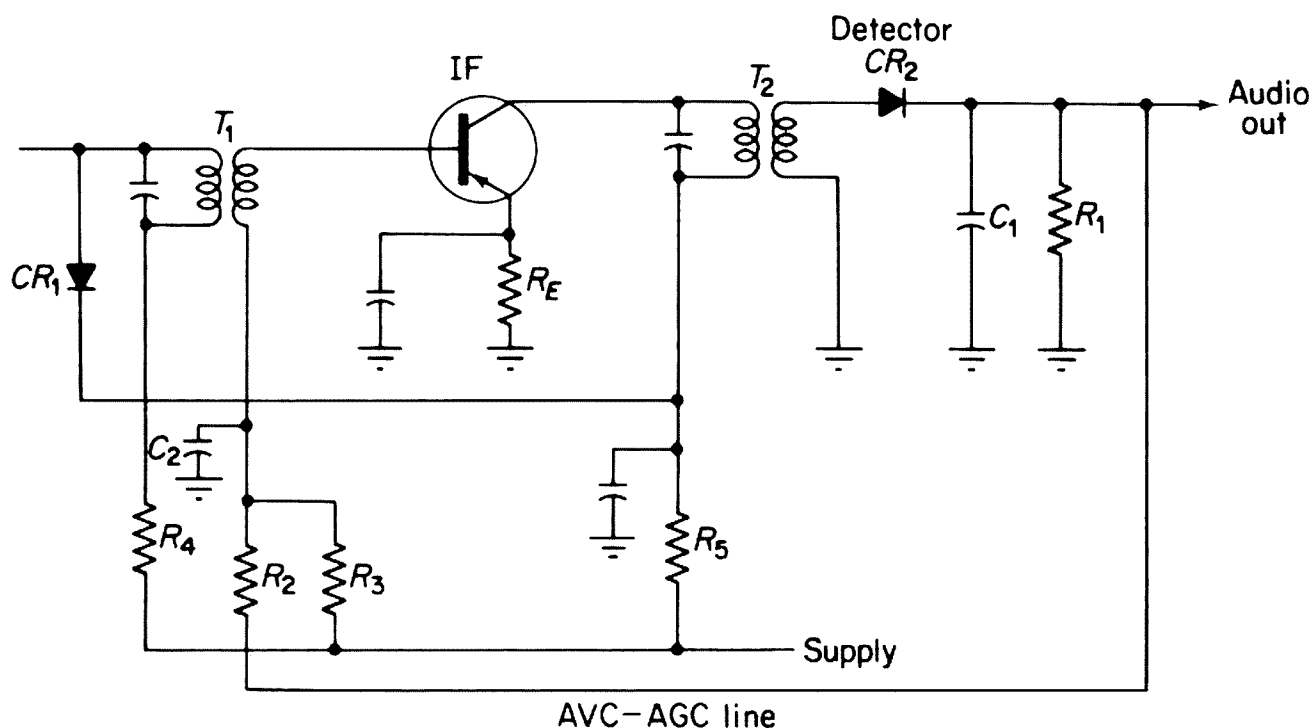 Detector
CR2
IF
T2
Audio
out
T1
C1
R1
CR1
RE
C2
R4
R2
R3
R5
Supply
AVC–AGC line